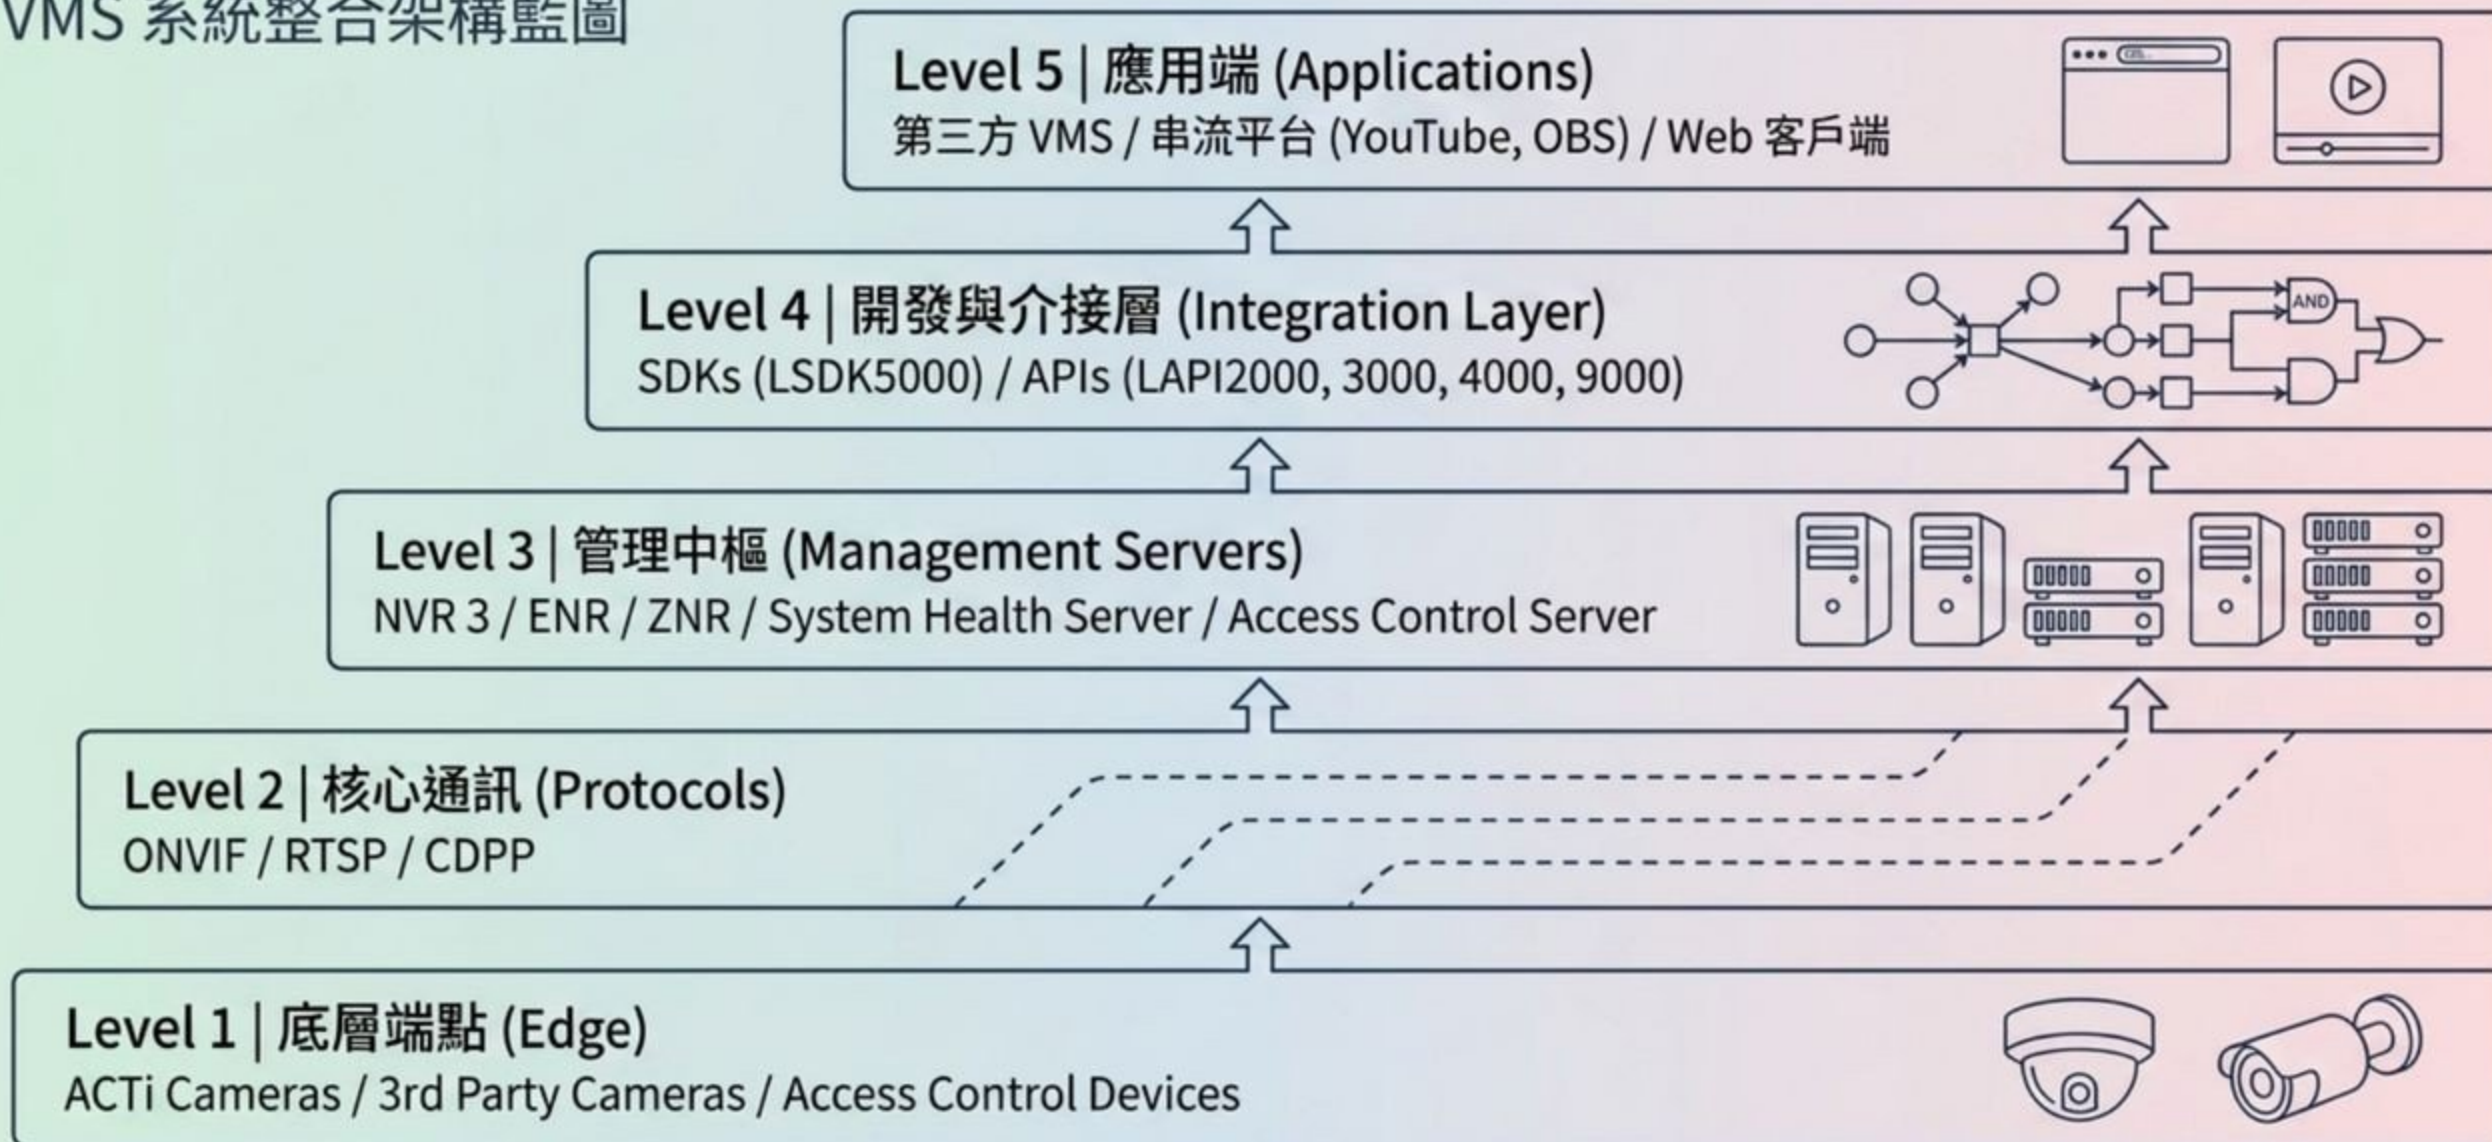 VMS 系統整合架構藍圖
Level 5 | 應用端 (Applications)
第三方 VMS / 串流平台 (YouTube, OBS) / Web 客戶端
Level 4 | 開發與介接層 (Integration Layer)
SDKs (LSDK5000) / APIs (LAPI2000, 3000, 4000, 9000)
AND
Level 3 | 管理中樞 (Management Servers)
NVR 3 / ENR / ZNR / System Health Server / Access Control Server
Level 2 | 核心通訊 (Protocols)
ONVIF / RTSP / CDPP
Level 1 | 底層端點 (Edge)
ACTi Cameras / 3rd Party Cameras / Access Control Devices